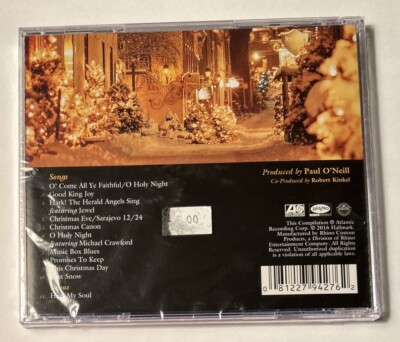 Songs
O' Come All Ye Faithful/O Holy Night
Good King Joy
Hark! The Herald Angels Sing
featuring Jewel
Christmas Eve/Sarajevo 12/24
Christmas Canon
O Holy Night
featuring Michael Crawford
Music Box Blues
Promises To Keep
This Christmas Day
Snow
My Soul
.00
Produced by Paul O'Neill
Co-Produced by Robert Kinkel
This Compilation ℗ Atlantic
Recording Corp. © 2016 Hallmark.
Manufactured by Rhino Custom
Products, a Division of Rhino
Entertainment Company. All Rights
Reserved. Unauthorized duplication
is a violation of all applicable laws.
0 81227 94276 2